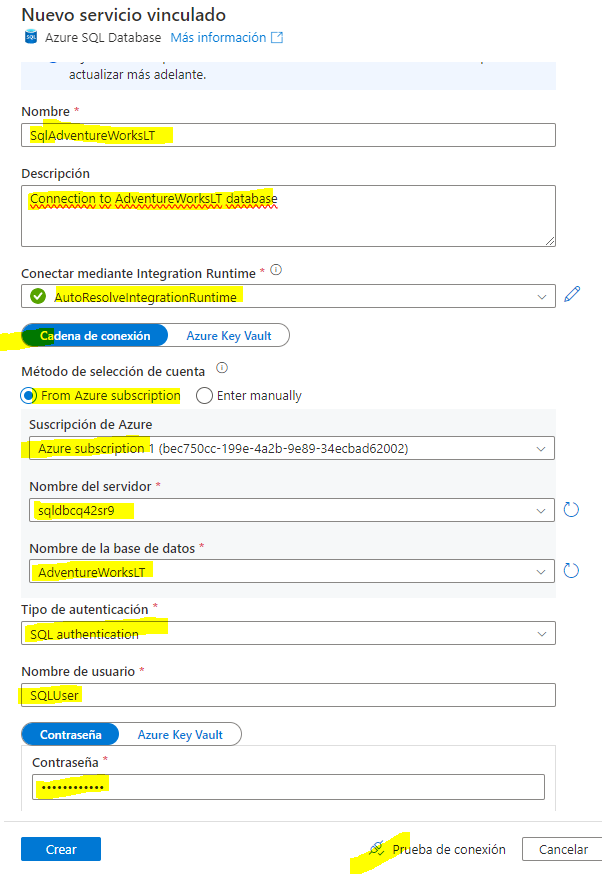 Nuevo servicio vinculado
SQL Azure SQL Database Más información
actualizar más adelante.
Nombre *
SqlAdventureWorksLT
Descripción
Connection to AdventureWorksLT database
Conectar mediante Integration Runtime *
AutoResolveIntegrationRuntime
Cadena de conexión Azure Key Vault
Método de selección de cuenta
From Azure subscription Enter manually
Suscripción de Azure
Azure subscription 1 (bec750cc-199e-4a2b-9e89-34ecbad62002)
Nombre del servidor *
sqldbcq42sr9
Nombre de la base de datos *
AdventureWorksLT
Tipo de autenticación *
SQL authentication
Nombre de usuario *
SQLUser
Contraseña Azure Key Vault
Contraseña *
••••••••••••
Crear Prueba de conexión Cancelar